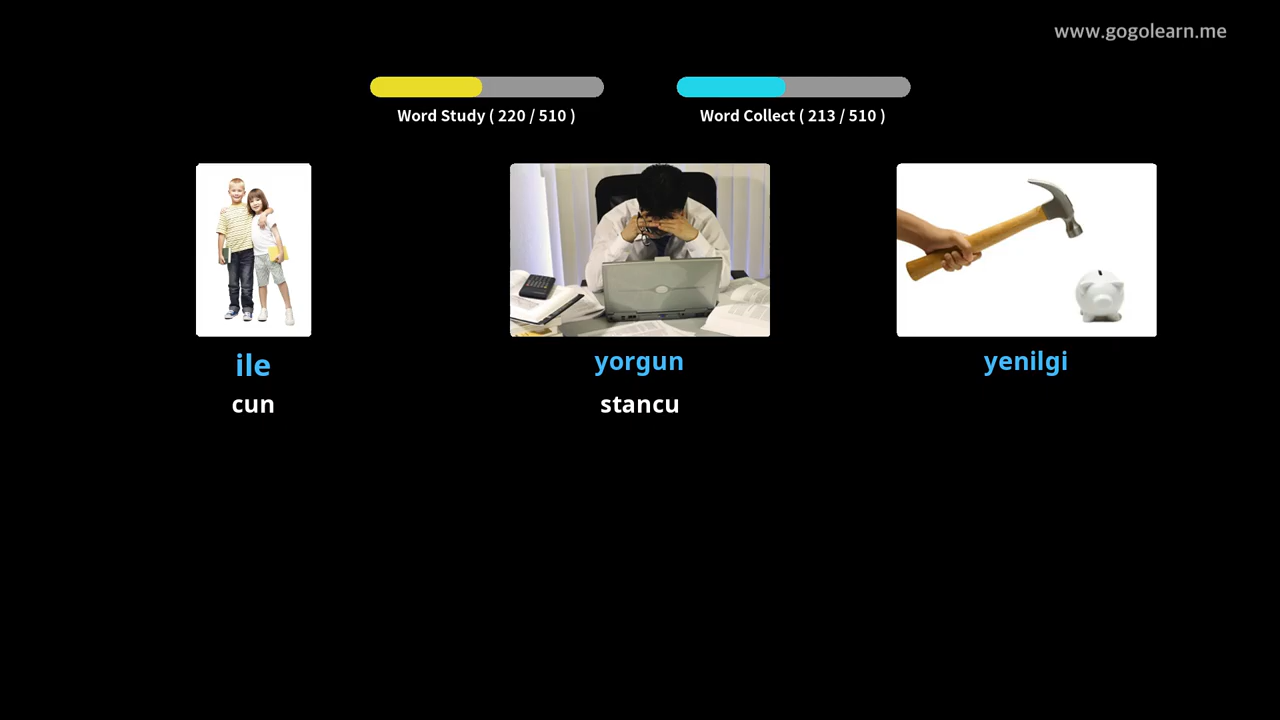 www.gogolearn.me
Word Study ( 220 / 510 )
Word Collect ( 213 / 510 )
ile
yorgun
yenilgi
cun
stancu